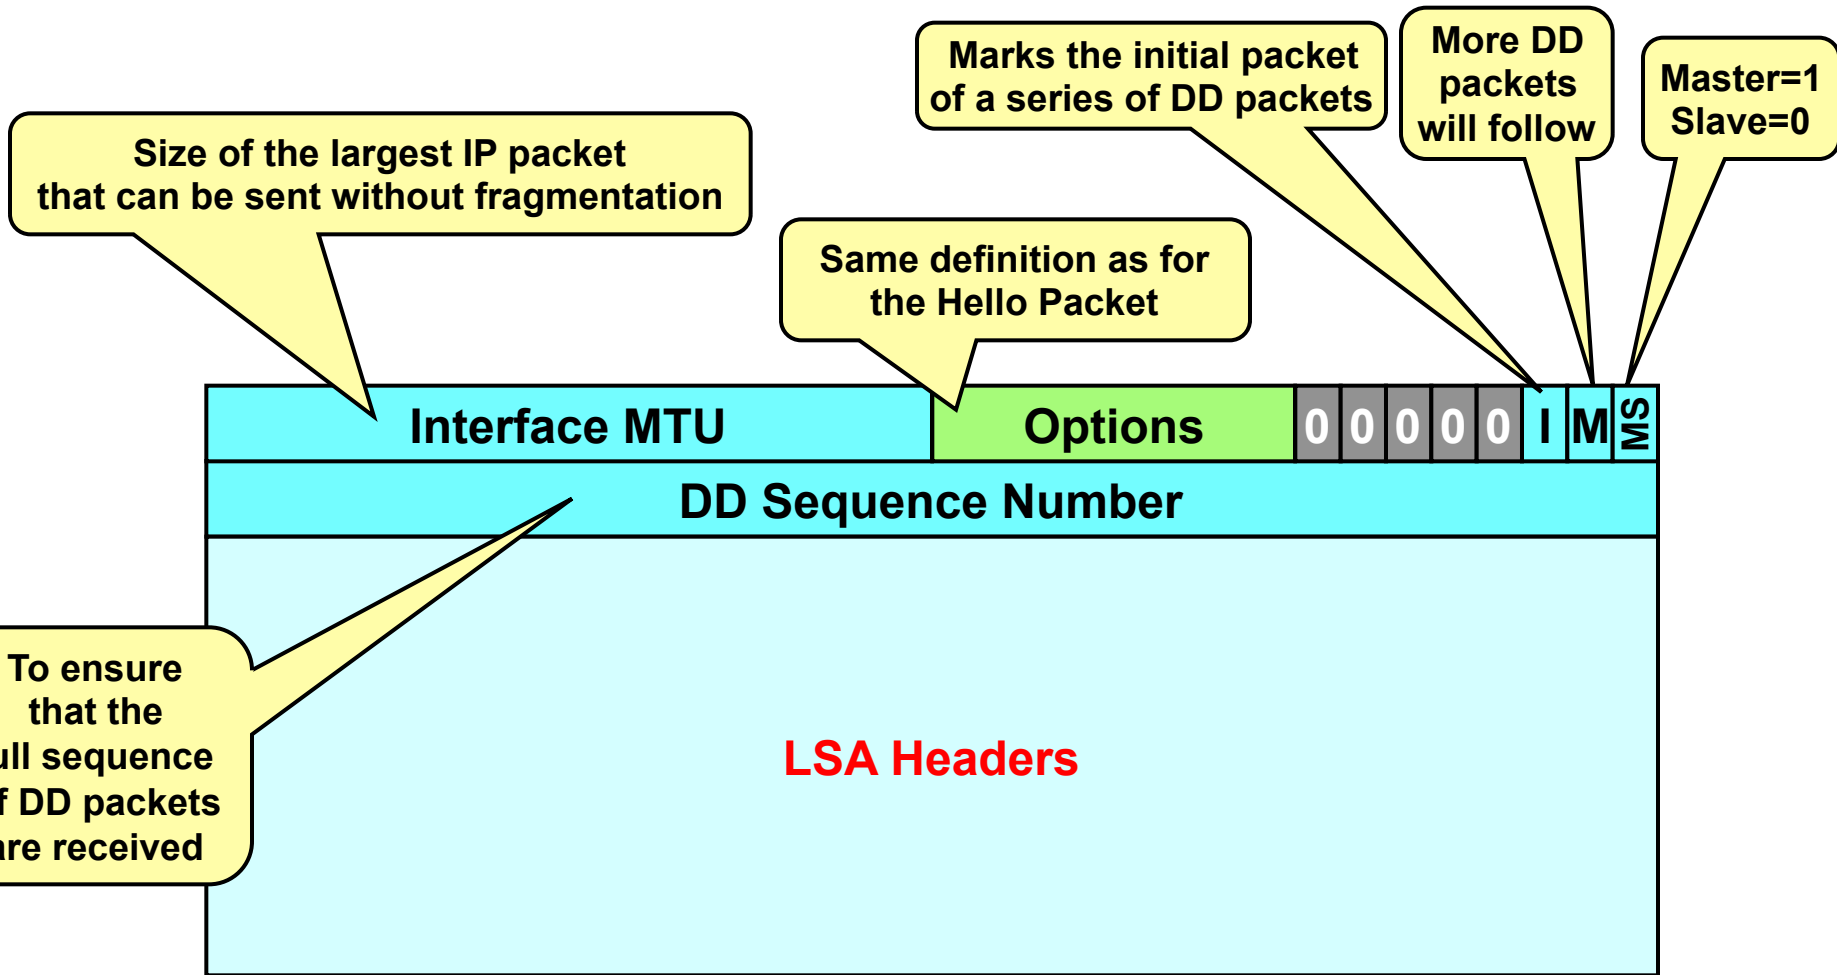 Marks the initial packet
of a series of DD packets
More DD
packets
will follow
Master=1
Slave=0
Size of the largest IP packet
that can be sent without fragmentation
Same definition as for
the Hello Packet
Interface MTU Options 0 0 0 0 0 I M MS
DD Sequence Number
To ensure
that the
ull sequence
f DD packets
are received
LSA Headers